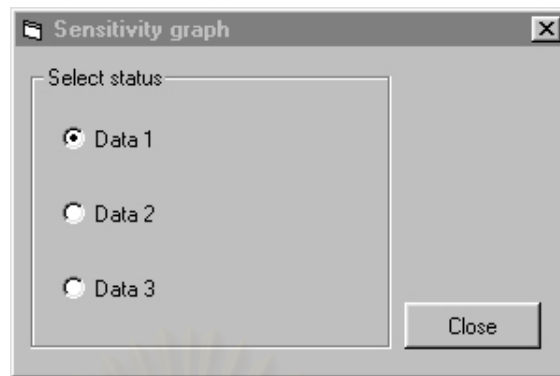 Sensitivity graph
Select status
Data 1
Data 2
Data 3
Close